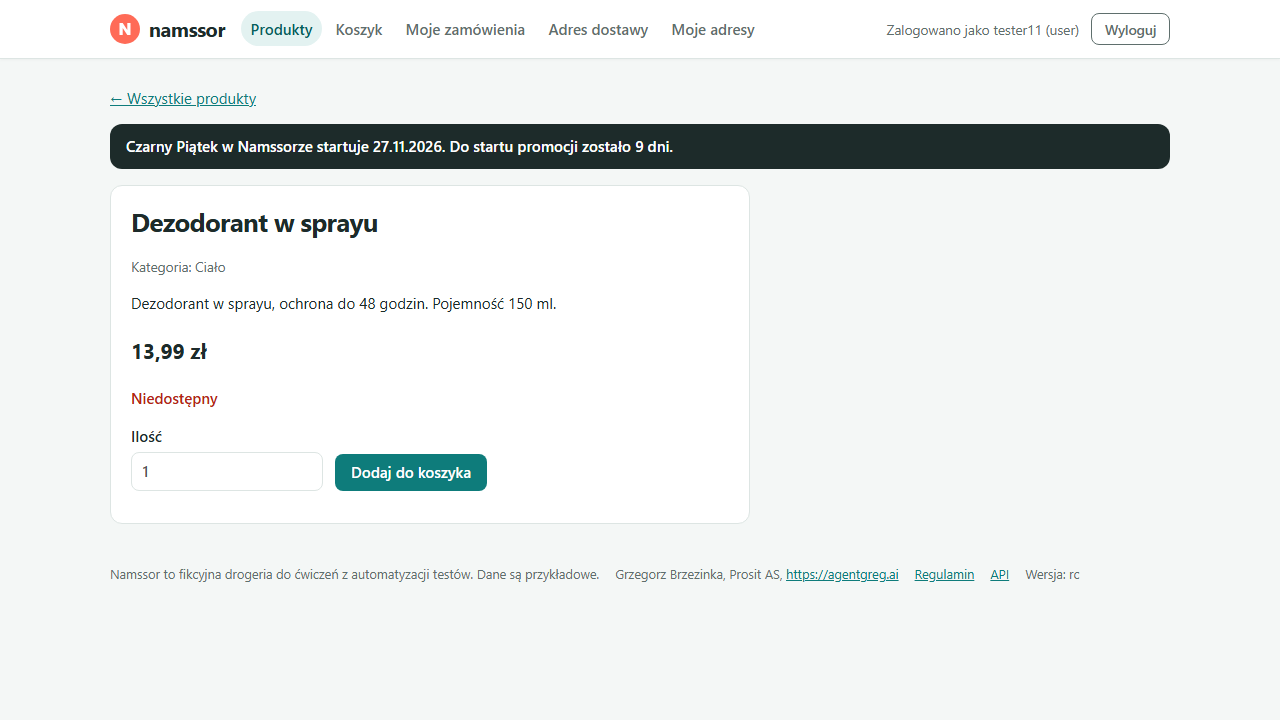 N namssor Produkty Koszyk Moje zamówienia Adres dostawy Moje adresy Zalogowano jako tester11 (user) Wyloguj
← Wszystkie produkty
Czarny Piątek w Namssorze startuje 27.11.2026. Do startu promocji zostało 9 dni.
Dezodorant w sprayu
Kategoria: Ciało
Dezodorant w sprayu, ochrona do 48 godzin. Pojemność 150 ml.
13,99 zł
Niedostępny
Ilość
1 Dodaj do koszyka
Namssor to fikcyjna drogeria do ćwiczeń z automatyzacji testów. Dane są przykładowe. Grzegorz Brzezinka, Prosit AS, https://agentgreg.ai Regulamin API Wersja: rc